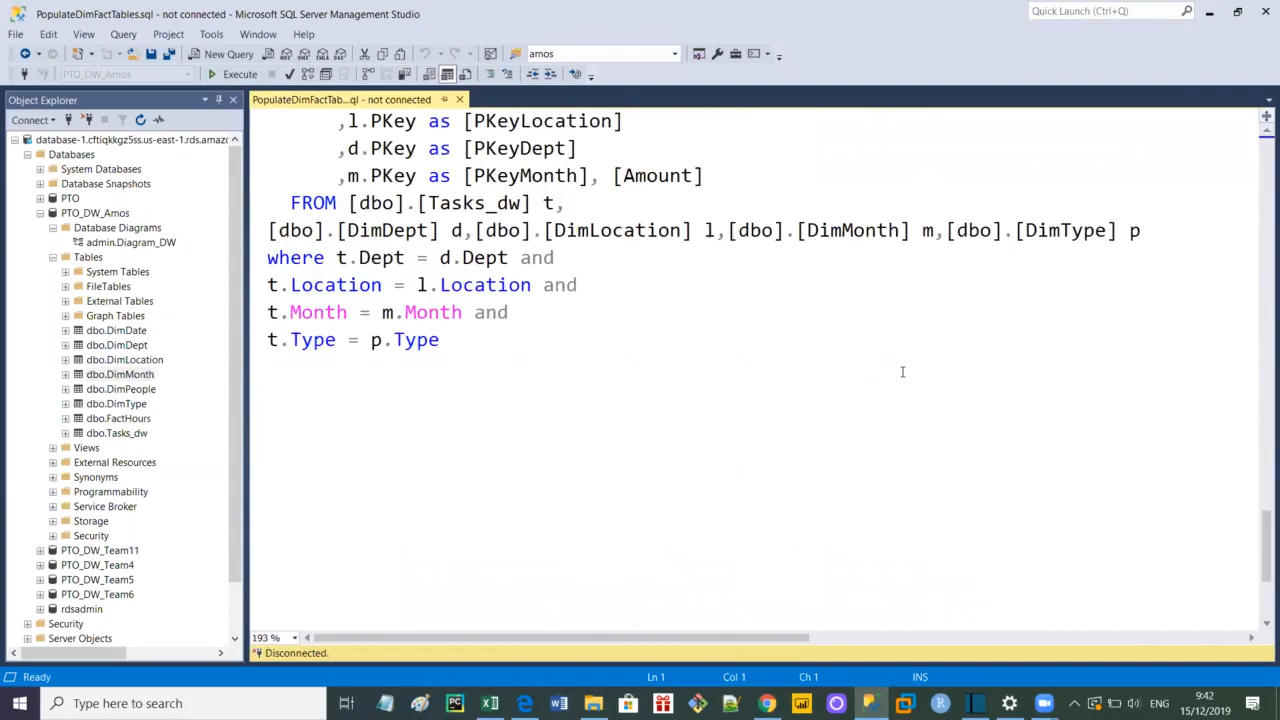 PopulateDimFactTables.sql - not connected - Microsoft SQL Server Management Studio
Quick Launch (Ctrl+Q)
File Edit View Query Project Tools Window Help
New Query
amos
PTO_DW_Amos
Execute
Object Explorer
PopulateDimFactTab...ql - not connected
Connect
database-1.cftiqkkgz5ss.us-east-1.rds.amazo
Databases
System Databases
Database Snapshots
PTO
PTO_DW_Amos
Database Diagrams
admin.Diagram_DW
Tables
System Tables
FileTables
External Tables
Graph Tables
dbo.DimDate
dbo.DimDept
dbo.DimLocation
dbo.DimMonth
dbo.DimPeople
dbo.DimType
dbo.FactHours
dbo.Tasks_dw
Views
External Resources
Synonyms
Programmability
Service Broker
Storage
Security
PTO_DW_Team11
PTO_DW_Team4
PTO_DW_Team5
PTO_DW_Team6
rdsadmin
Security
Server Objects
,l.PKey as [PKeyLocation]
,d.PKey as [PKeyDept]
,m.PKey as [PKeyMonth], [Amount]
FROM [dbo].[Tasks_dw] t,
[dbo].[DimDept] d,[dbo].[DimLocation] l,[dbo].[DimMonth] m,[dbo].[DimType] p
where t.Dept = d.Dept and
t.Location = l.Location and
t.Month = m.Month and
t.Type = p.Type
193 %
Disconnected.
Ready
Ln 1
Col 1
Ch 1
INS
Type here to search
ENG
9:42
15/12/2019